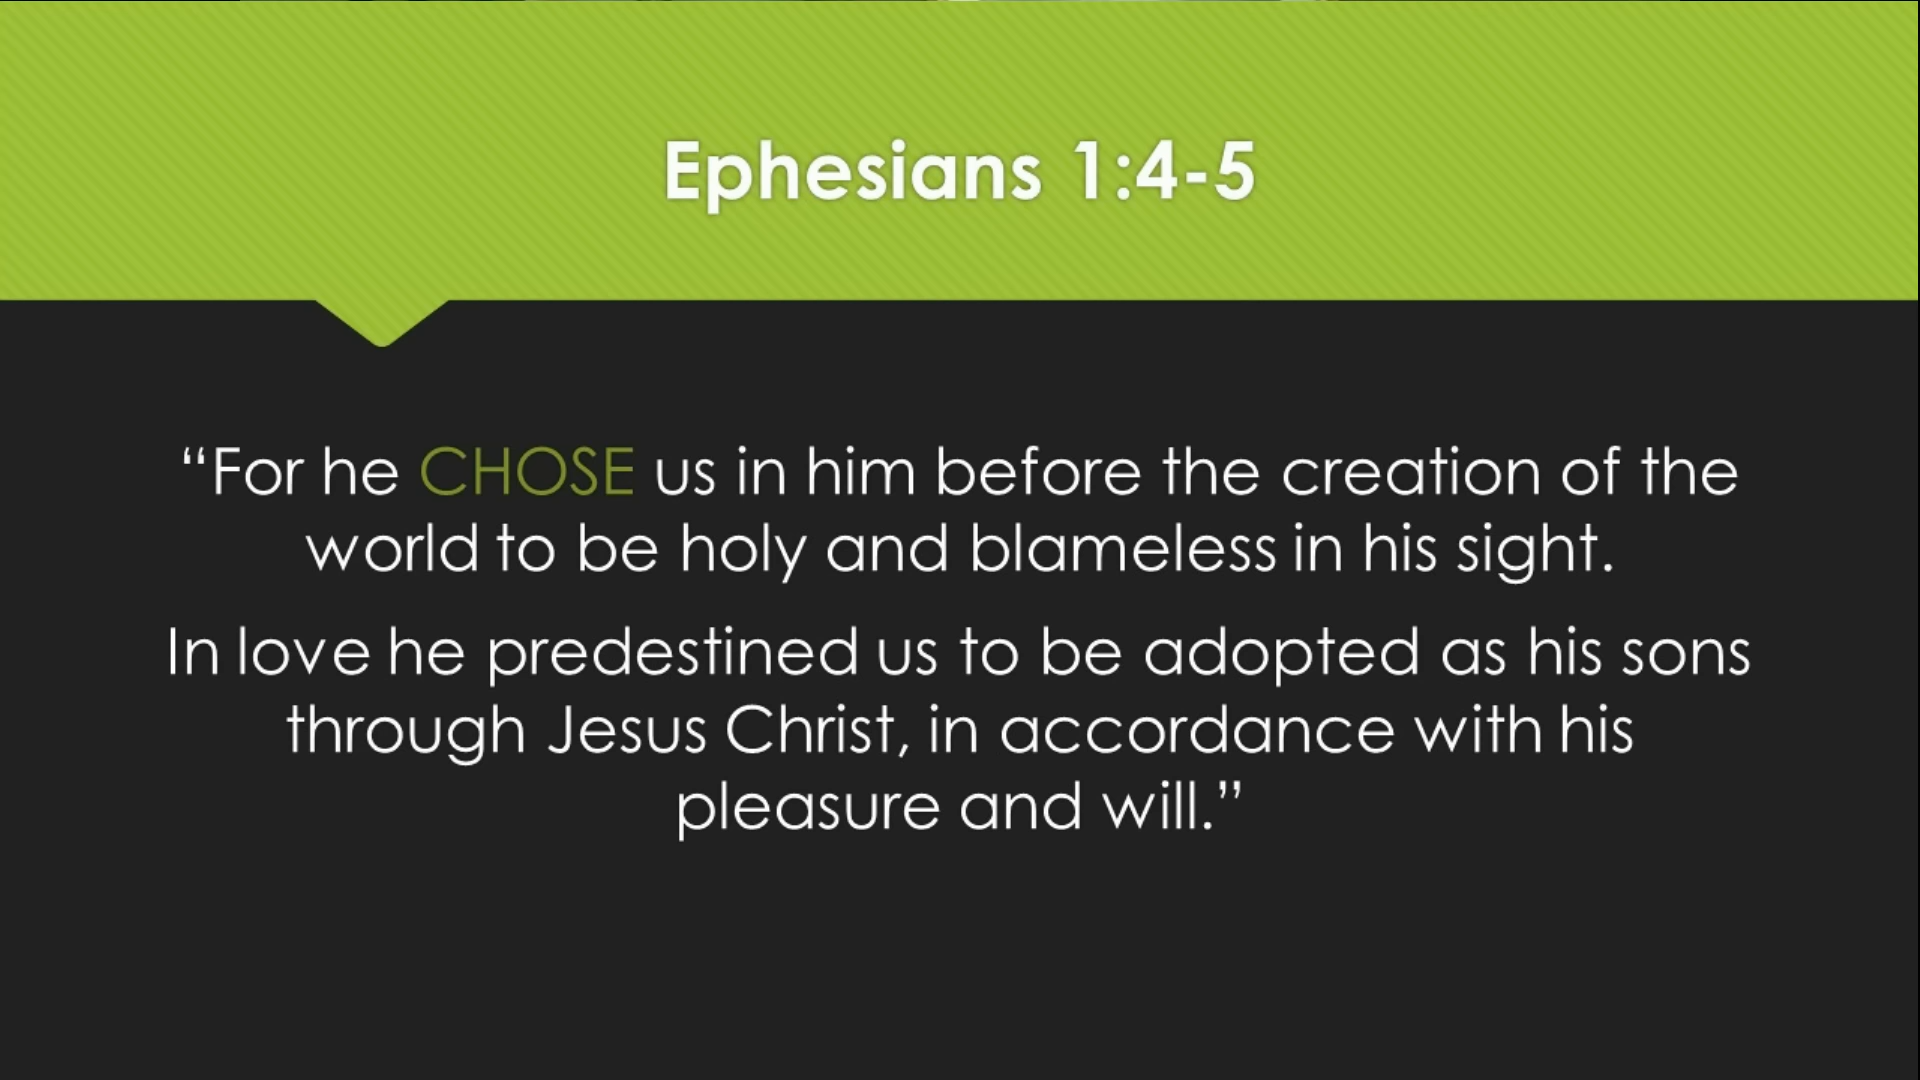 Ephesians 1:4-5
“For he CHOSE us in him before the creation of the
world to be holy and blameless in his sight.
In love he predestined us to be adopted as his sons
through Jesus Christ, in accordance with his
pleasure and will.”